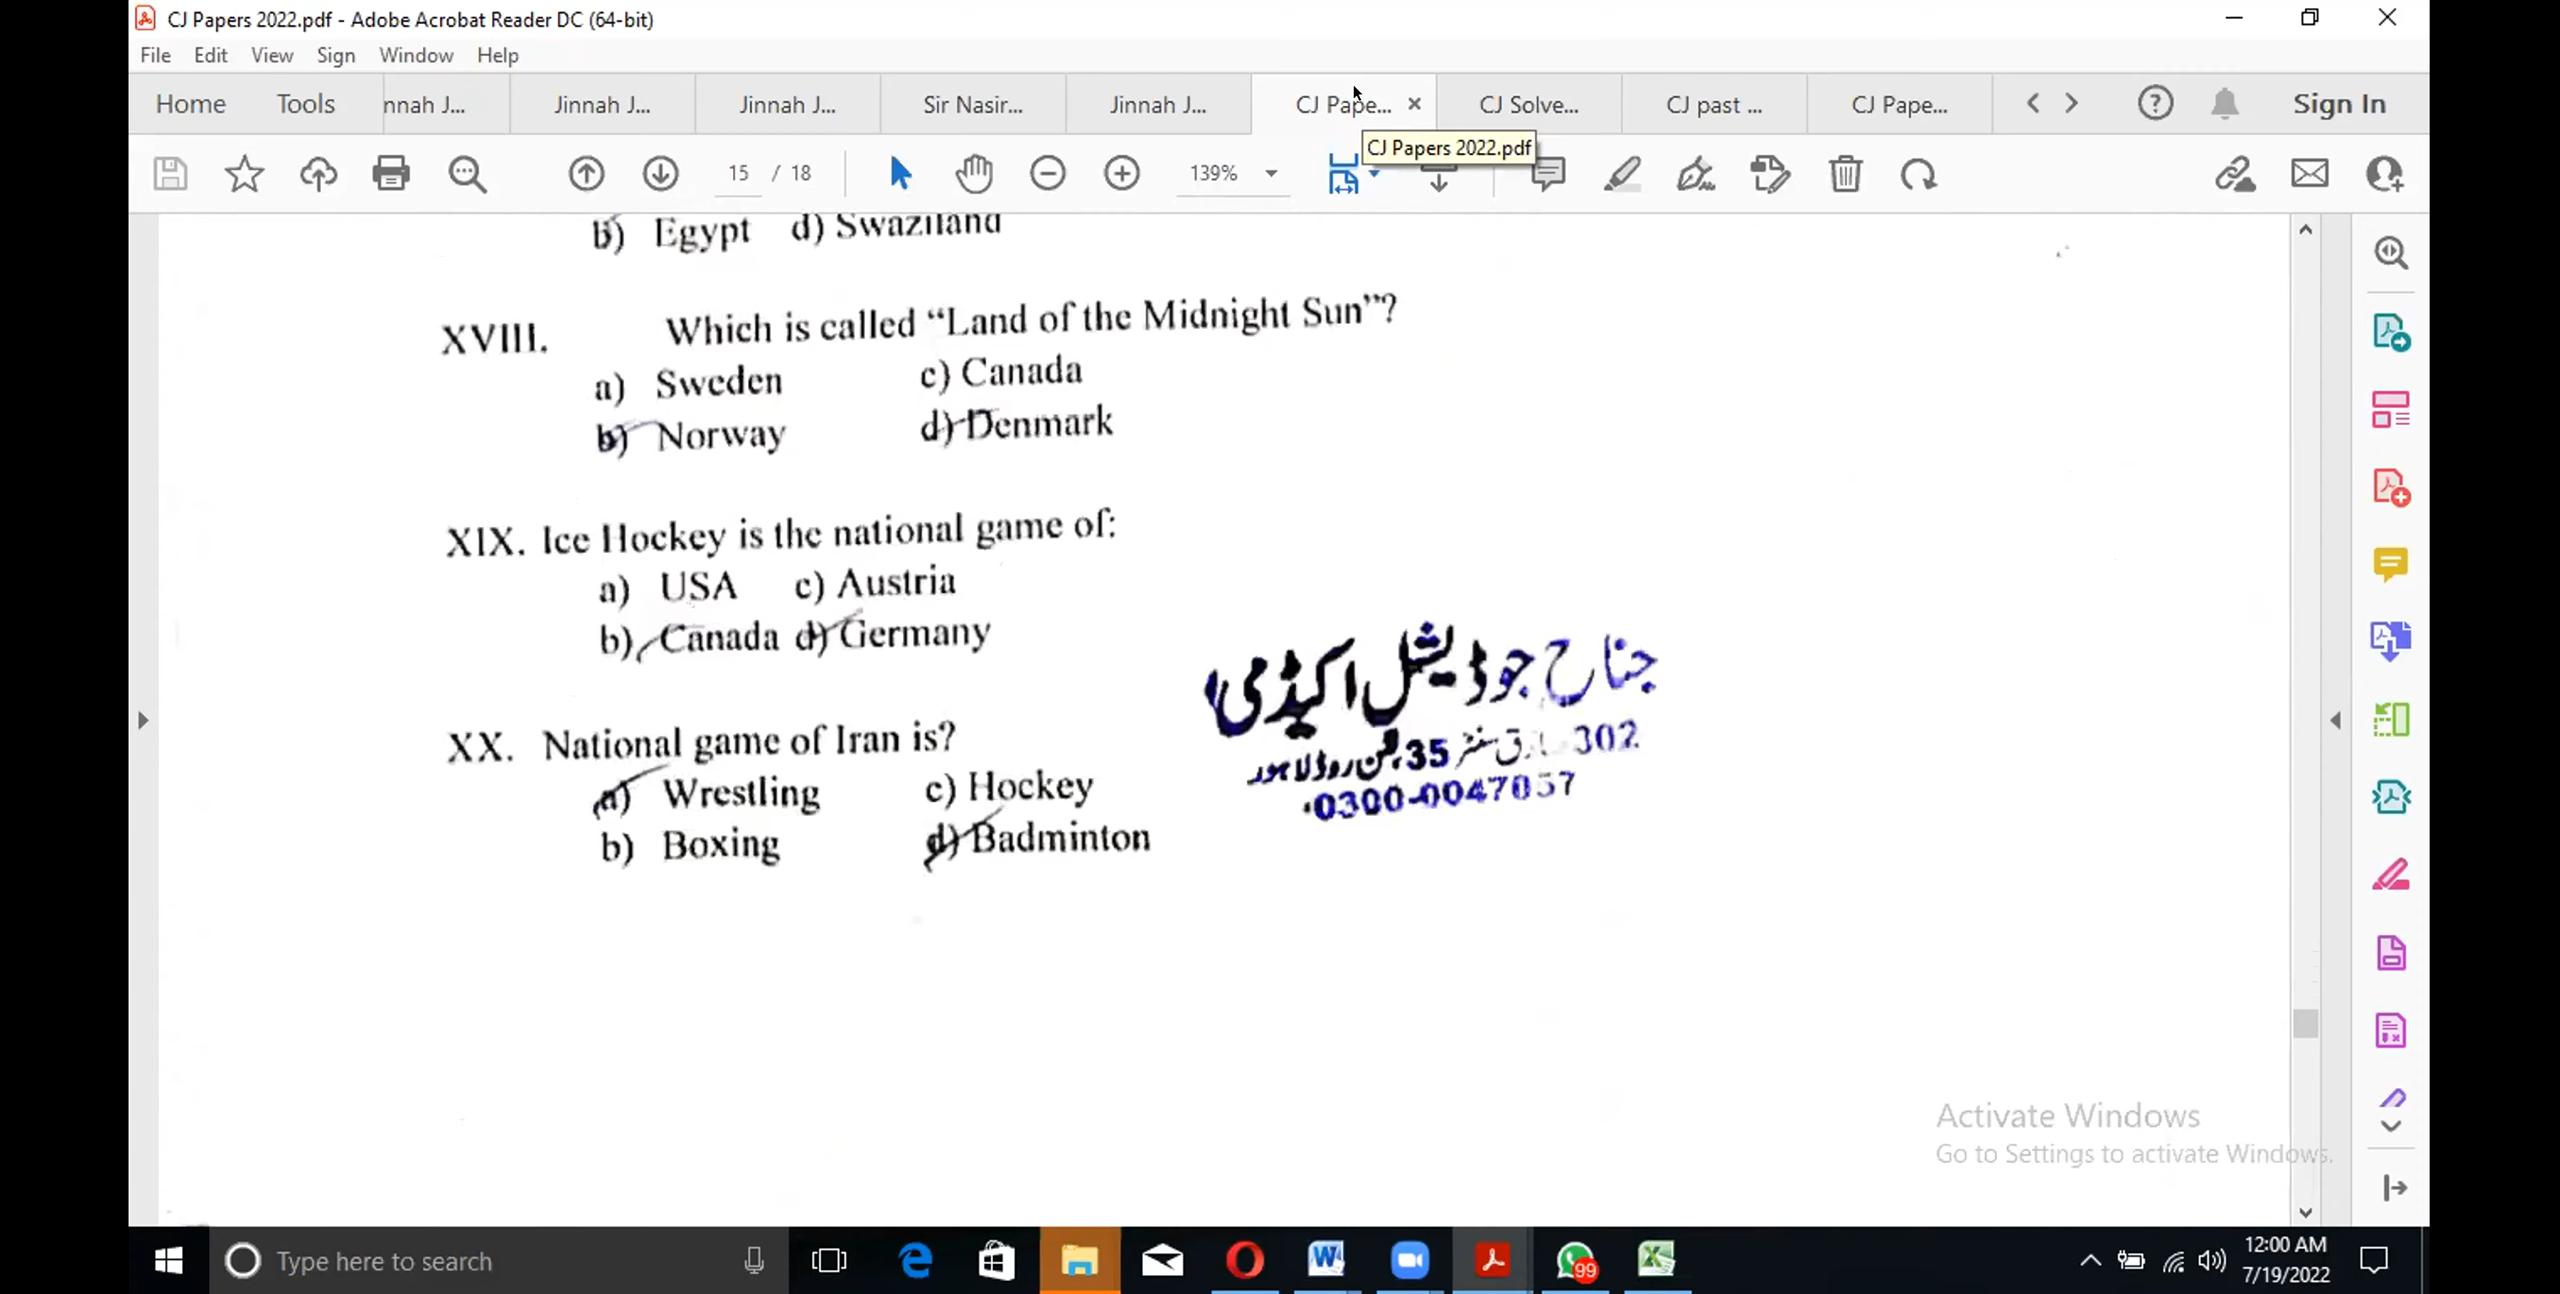 CJ Papers 2022.pdf - Adobe Acrobat Reader DC (64-bit)
File Edit View Sign Window Help
Home Tools nnah J... Jinnah J... Jinnah J... Sir Nasir... Jinnah J... CJ Pape... CJ Solve... CJ past ... CJ Pape... Sign In
CJ Papers 2022.pdf
15 / 18 139%
b) Egypt d) Swaziland
XVIII. Which is called “Land of the Midnight Sun”?
a) Sweden c) Canada
b) Norway d) Denmark
XIX. Ice Hockey is the national game of:
a) USA c) Austria
b) Canada d) Germany
XX. National game of Iran is?
a) Wrestling c) Hockey
b) Boxing d) Badminton
جناح جوڈیشل اکیڈمی
302 سنٹر 35 روڈ لاہور
0300-0047057
Activate Windows
Go to Settings to activate Windows.
Type here to search
99
12:00 AM
7/19/2022